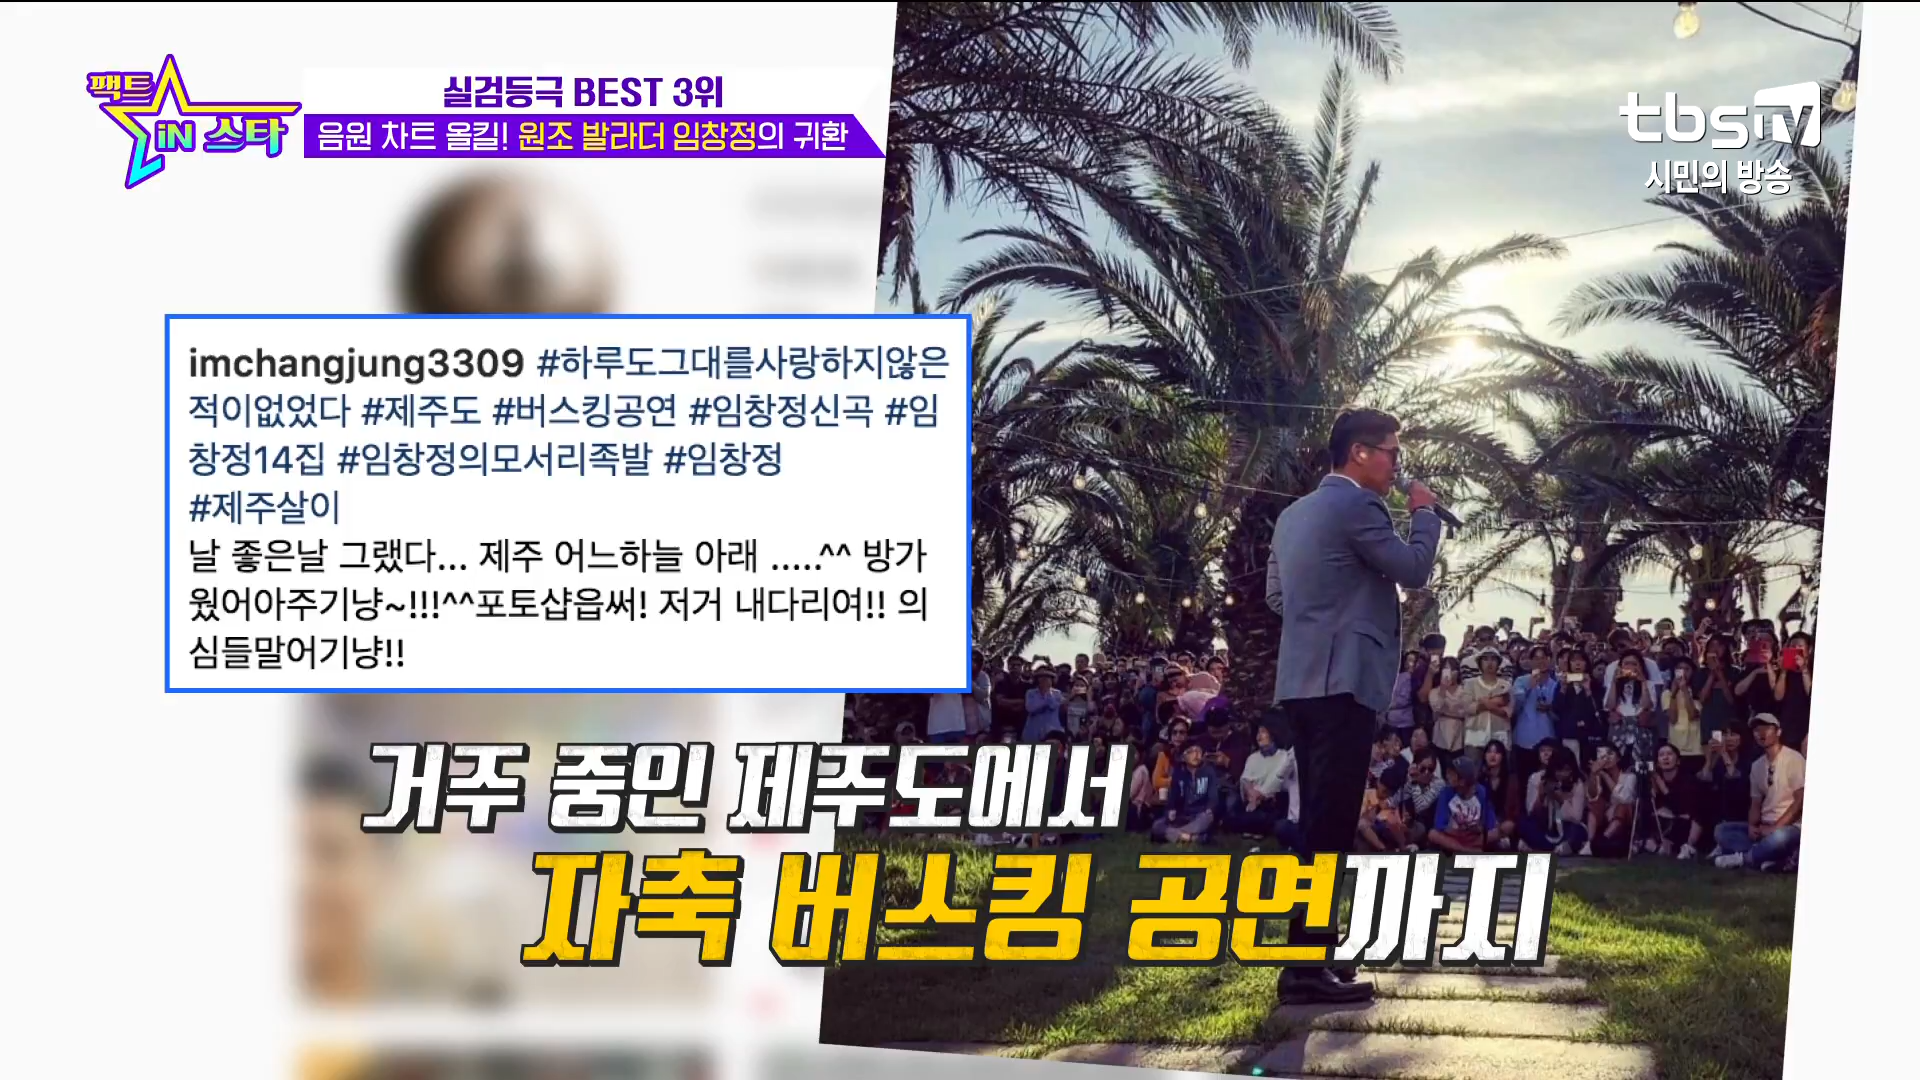 팩트
iN 스타
실검등극 BEST 3위
음원 차트 올킬! 원조 발라더 임창정의 귀환
tbs TV
시민의 방송
imchangjung3309 #하루도그대를사랑하지않은
적이없었다 #제주도 #버스킹공연 #임창정신곡 #임
창정14집 #임창정의모서리족발 #임창정
#제주살이
날 좋은날 그랬다... 제주 어느하늘 아래 .....^^ 방가
웠어아주기냥~!!!^^포토샵읍써! 저거 내다리여!! 의
심들말어기냥!!
거주 중인 제주도에서
자축 버스킹 공연까지